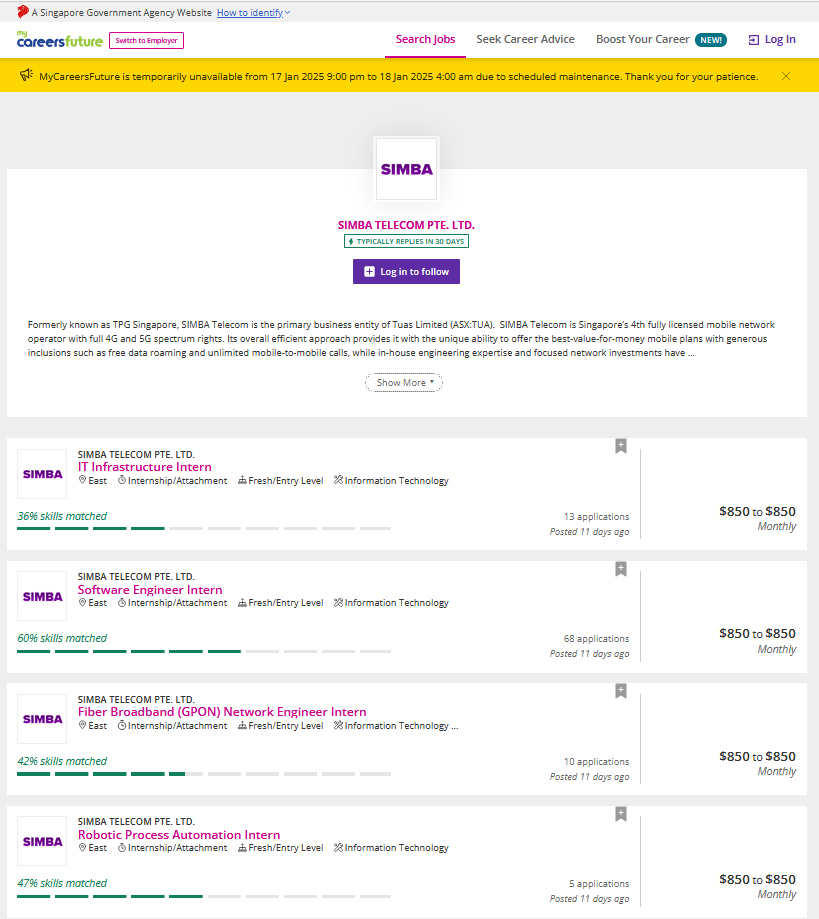 A Singapore Government Agency Website How to identify
my careersfuture Switch to Employer Search Jobs Seek Career Advice Boost Your Career NEW! Log In
MyCareersFuture is temporarily unavailable from 17 Jan 2025 9:00 pm to 18 Jan 2025 4:00 am due to scheduled maintenance. Thank you for your patience.
SIMBA
SIMBA TELECOM PTE. LTD.
TYPICALLY REPLIES IN 30 DAYS
Log in to follow
Formerly known as TPG Singapore, SIMBA Telecom is the primary business entity of Tuas Limited (ASX:TUA).  SIMBA Telecom is Singapore's 4th fully licensed mobile network
operator with full 4G and 5G spectrum rights. Its overall efficient approach provides it with the unique ability to offer the best-value-for-money mobile plans with generous
inclusions such as free data roaming and unlimited mobile-to-mobile calls, while in-house engineering expertise and focused network investments have ...
Show More
SIMBA
SIMBA TELECOM PTE. LTD.
IT Infrastructure Intern
East Internship/Attachment Fresh/Entry Level Information Technology
36% skills matched
13 applications
Posted 11 days ago
$850 to $850
Monthly
SIMBA
SIMBA TELECOM PTE. LTD.
Software Engineer Intern
East Internship/Attachment Fresh/Entry Level Information Technology
60% skills matched
68 applications
Posted 11 days ago
$850 to $850
Monthly
SIMBA
SIMBA TELECOM PTE. LTD.
Fiber Broadband (GPON) Network Engineer Intern
East Internship/Attachment Fresh/Entry Level Information Technology ...
42% skills matched
10 applications
Posted 11 days ago
$850 to $850
Monthly
SIMBA
SIMBA TELECOM PTE. LTD.
Robotic Process Automation Intern
East Internship/Attachment Fresh/Entry Level Information Technology
47% skills matched
5 applications
Posted 11 days ago
$850 to $850
Monthly